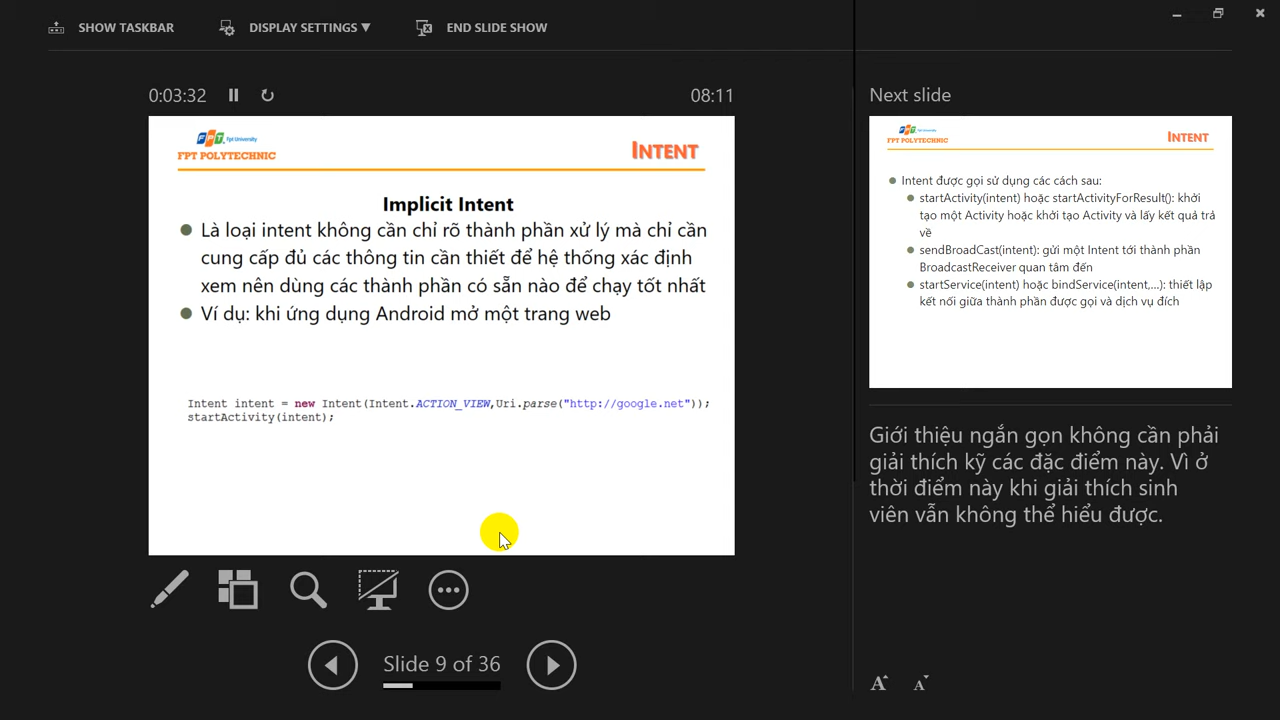 SHOW TASKBAR
DISPLAY SETTINGS ▼
END SLIDE SHOW
0:03:32
08:11
FPT Fpt University
FPT POLYTECHNIC
INTENT
Implicit Intent
Là loại intent không cần chỉ rõ thành phần xử lý mà chỉ cần
cung cấp đủ các thông tin cần thiết để hệ thống xác định
xem nên dùng các thành phần có sẵn nào để chạy tốt nhất
Ví dụ: khi ứng dụng Android mở một trang web
Intent intent = new Intent(Intent.ACTION_VIEW,Uri.parse("http://google.net"));
startActivity(intent);
Slide 9 of 36
Next slide
FPT Fpt University
FPT POLYTECHNIC
INTENT
Intent được gọi sử dụng các cách sau:
startActivity(intent) hoặc startActivityForResult(): khởi
tạo một Activity hoặc khởi tạo Activity và lấy kết quả trả
về
sendBroadCast(intent): gửi một Intent tới thành phần
BroadcastReceiver quan tâm đến
startService(intent) hoặc bindService(intent,...): thiết lập
kết nối giữa thành phần được gọi và dịch vụ đích
Giới thiệu ngắn gọn không cần phải
giải thích kỹ các đặc điểm này. Vì ở
thời điểm này khi giải thích sinh
viên vẫn không thể hiểu được.
A A